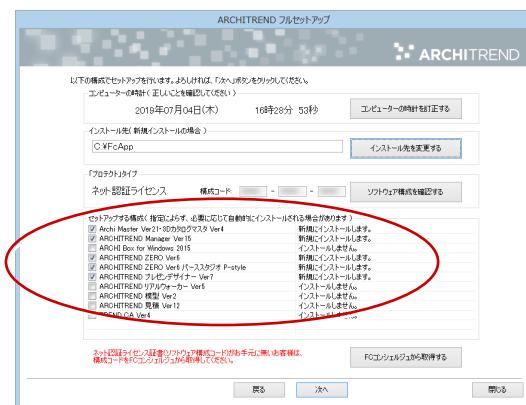 ARCHITREND フルセットアップ
ARCHITREND
以下の構成でセットアップを行います。よろしければ、「次へ」ボタンをクリックしてください。
コンピューターの時計( 正しいことを確認してください )
2019年07月04日(木) 16時28分 53秒 コンピューターの時計を訂正する
インストール先( 新規インストールの場合 )
C:¥FcApp インストール先を変更する
「プロテクト」タイプ
ネット認証ライセンス 構成コード: - - ソフトウェア構成を確認する
セットアップする構成( 指定によらず、必要に応じて自動的にインストールされる場合があります )
Archi Master Ver21・3Dカタログマスタ Ver4 新規にインストールします。
ARCHITREND Manager Ver15 新規にインストールします。
ARCHI Box for Windows 2015 インストールしません。
ARCHITREND ZERO Ver6 新規にインストールします。
ARCHITREND ZERO Ver6 パーススタジオ P-style 新規にインストールします。
ARCHITREND プレゼンデザイナー Ver7 新規にインストールします。
ARCHITREND リアルウォーカー Ver5 インストールしません。
ARCHITREND 模型 Ver2 インストールしません。
ARCHITREND 見積 Ver12 インストールしません。
TREND CA Ver4 インストールしません。
ネット認証ライセンス証書(ソフトウェア構成コード)がお手元に無いお客様は、
構成コードをFCコンシェルジュから取得してください。 FCコンシェルジュから取得する
戻る 次へ 閉じる